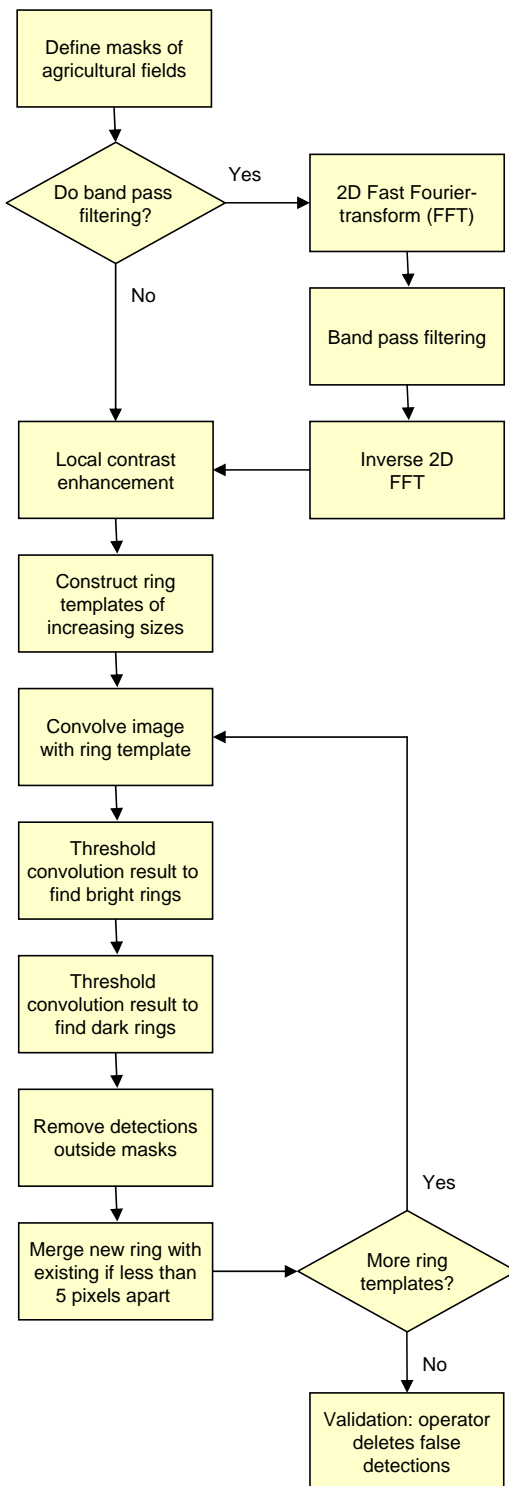 Define masks of
agricultural fields
Do band pass
filtering?
Yes
2D Fast Fourier-
transform (FFT)
No
Band pass filtering
Local contrast
enhancement
Inverse 2D
FFT
Construct ring
templates of
increasing sizes
Convolve image
with ring template
Threshold
convolution result to
find bright rings
Threshold
convolution result to
find dark rings
Remove detections
outside masks
Yes
Merge new ring with
existing if less than
5 pixels apart
More ring
templates?
No
Validation: operator
deletes false
detections